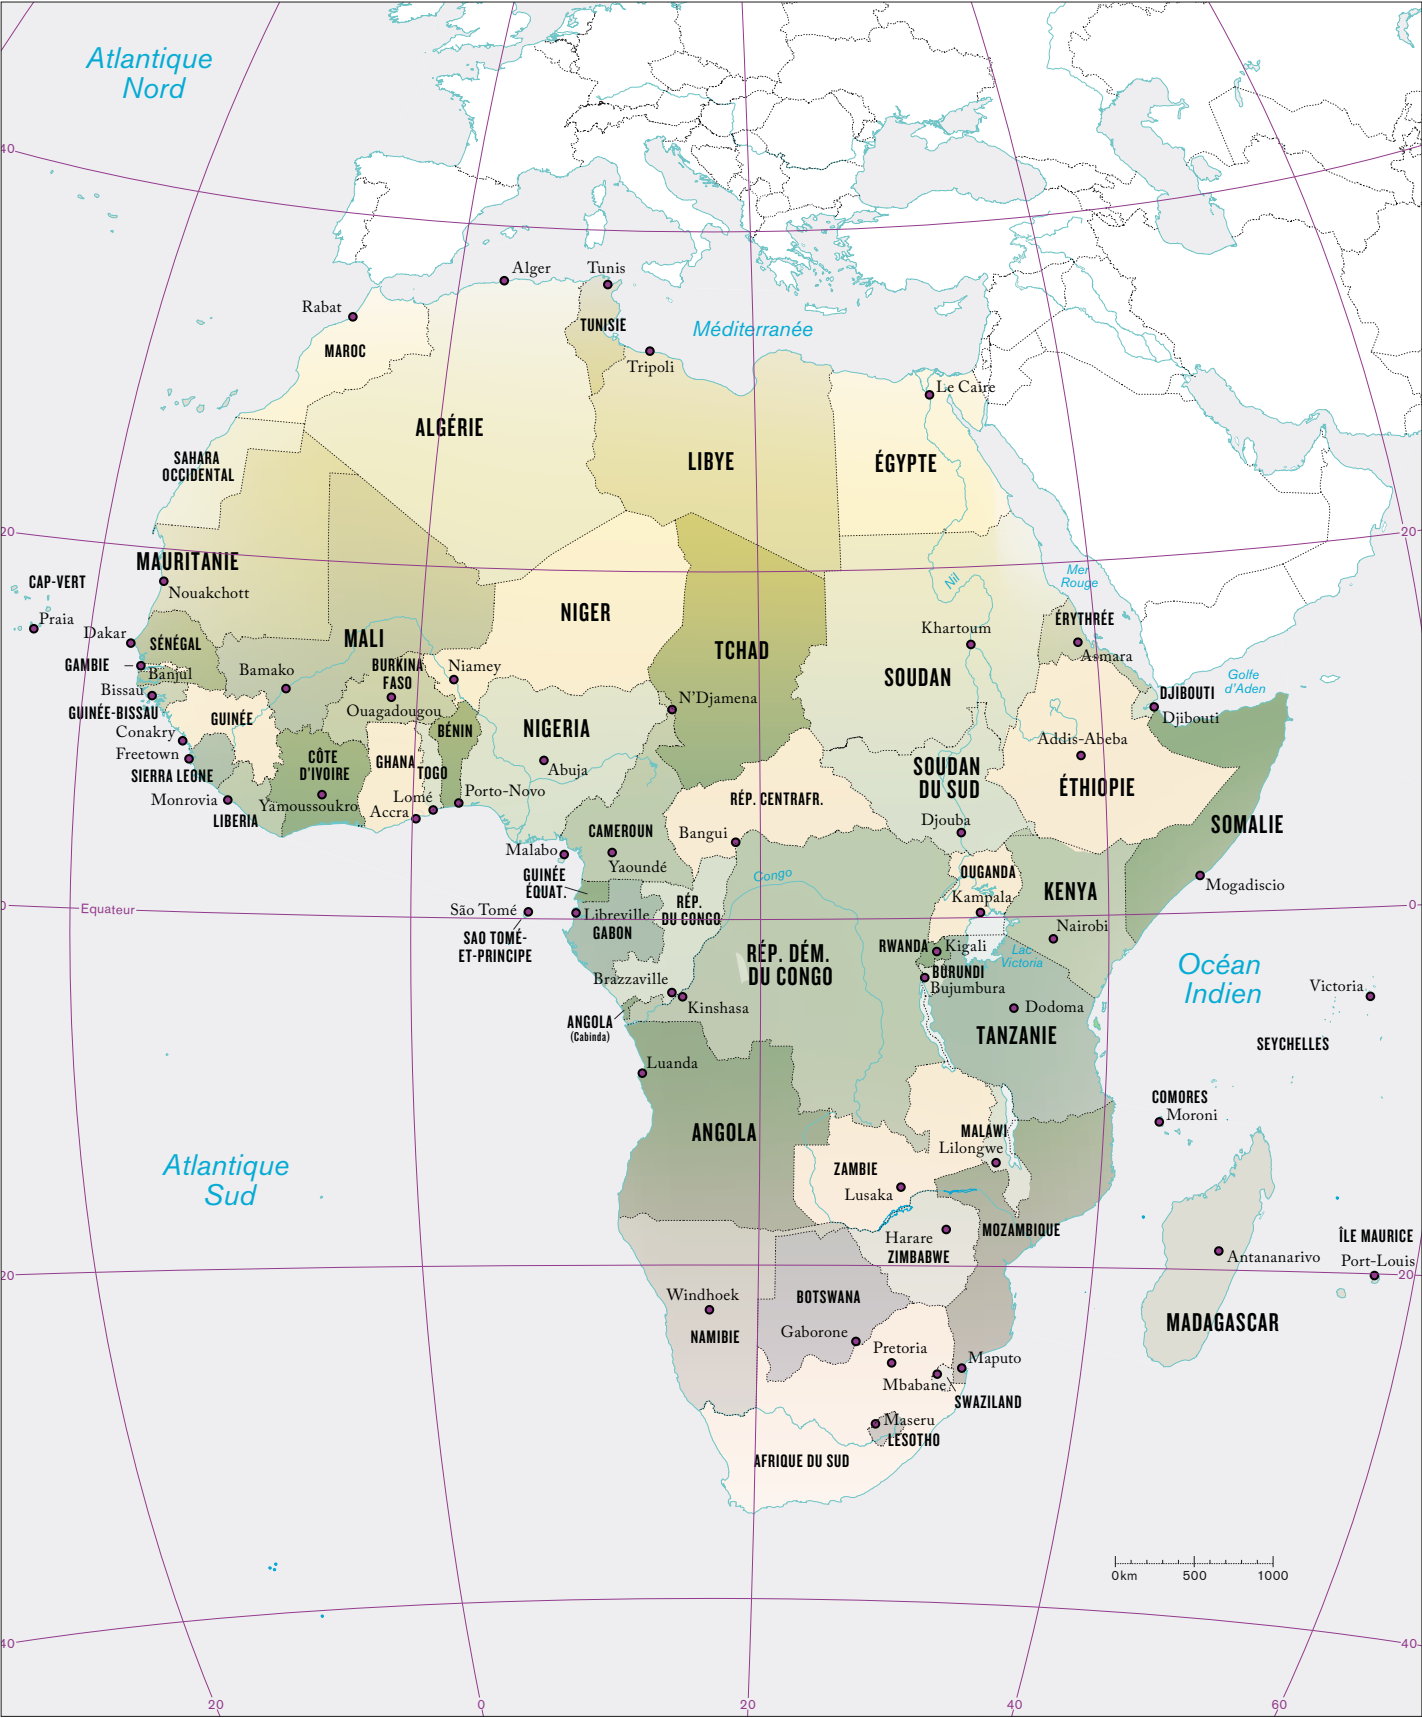 Atlantique
Nord
40
Alger
Tunis
Rabat
TUNISIE
Méditerranée
MAROC
Tripoli
Le Caire
ALGÉRIE
SAHARA
OCCIDENTAL
LIBYE
ÉGYPTE
20
20
MAURITANIE
Nouakchott
CAP-VERT
Praia
Nil
Mer
Rouge
NIGER
Dakar
SÉNÉGAL
MALI
TCHAD
Khartoum
ÉRYTHRÉE
Asmara
GAMBIE
Banjul
Bamako
BURKINA
FASO
Niamey
SOUDAN
Golfe
d'Aden
Bissau
Ouagadougou
N'Djamena
DJIBOUTI
Djibouti
GUINÉE-BISSAU
GUINÉE
BÉNIN
NIGERIA
Conakry
Freetown
SIERRA LEONE
CÔTE
D'IVOIRE
GHANA
TOGO
Abuja
Addis-Abeba
SOUDAN
DU SUD
ÉTHIOPIE
Monrovia
Yamoussoukro
Lomé
Porto-Novo
RÉP. CENTRAFR.
LIBERIA
Accra
Djouba
SOMALIE
CAMEROUN
Bangui
Malabo
Yaoundé
OUGANDA
GUINÉE
ÉQUAT.
Congo
KENYA
Mogadiscio
Kampala
RÉP.
DU CONGO
0
Equateur
São Tomé
Libreville
0
GABON
Nairobi
SAO TOMÉ-
ET-PRINCIPE
RÉP. DÉM.
DU CONGO
RWANDA
Kigali
Lac
Victoria
Océan
Indien
BURUNDI
Bujumbura
Brazzaville
Kinshasa
Victoria
Dodoma
ANGOLA
(Cabinda)
TANZANIE
SEYCHELLES
Luanda
COMORES
Moroni
ANGOLA
MALAWI
Lilongwe
Atlantique
Sud
ZAMBIE
Lusaka
MOZAMBIQUE
Harare
ZIMBABWE
ÎLE MAURICE
Antananarivo
Port-Louis
20
20
Windhoek
BOTSWANA
MADAGASCAR
NAMIBIE
Gaborone
Pretoria
Maputo
Mbabane
SWAZILAND
Maseru
LESOTHO
AFRIQUE DU SUD
0km
500
1000
40
40
20
0
20
40
60